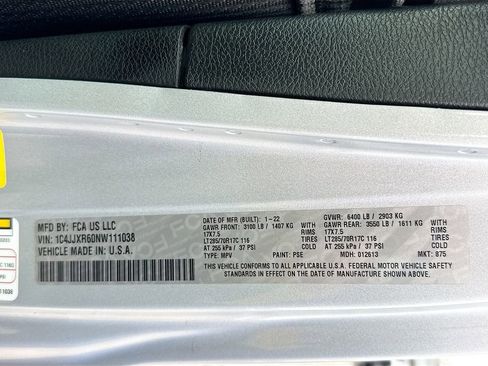 MFD BY: FCA US LLC
VIN: 1C4JJXR60NW111038
VEHICLE MADE IN: U.S.A.
DATE OF MFR (BUILT) 1-22
GAWR FRONT: 3100 LB / 1407 KG WITH
17X7.5 RIMS
LT285/70R17C 116 TIRES
AT 255 kPa / 37 PSI COLD
TYPE: MPV PAINT: PSE
GVWR: 6400 LB / 2903 KG
GAWR REAR: 3550 LB / 1611 KG WITH
17X7.5 RIMS
LT285/70R17C 116 TIRES
AT 255 kPa / 37 PSI COLD
MDH: 012613 MKT: 875
THIS VEHICLE CONFORMS TO ALL APPLICABLE U.S.A. FEDERAL MOTOR VEHICLE SAFETY
STANDARDS IN EFFECT ON THE DATE OF MANUFACTURE SHOWN ABOVE.
11038